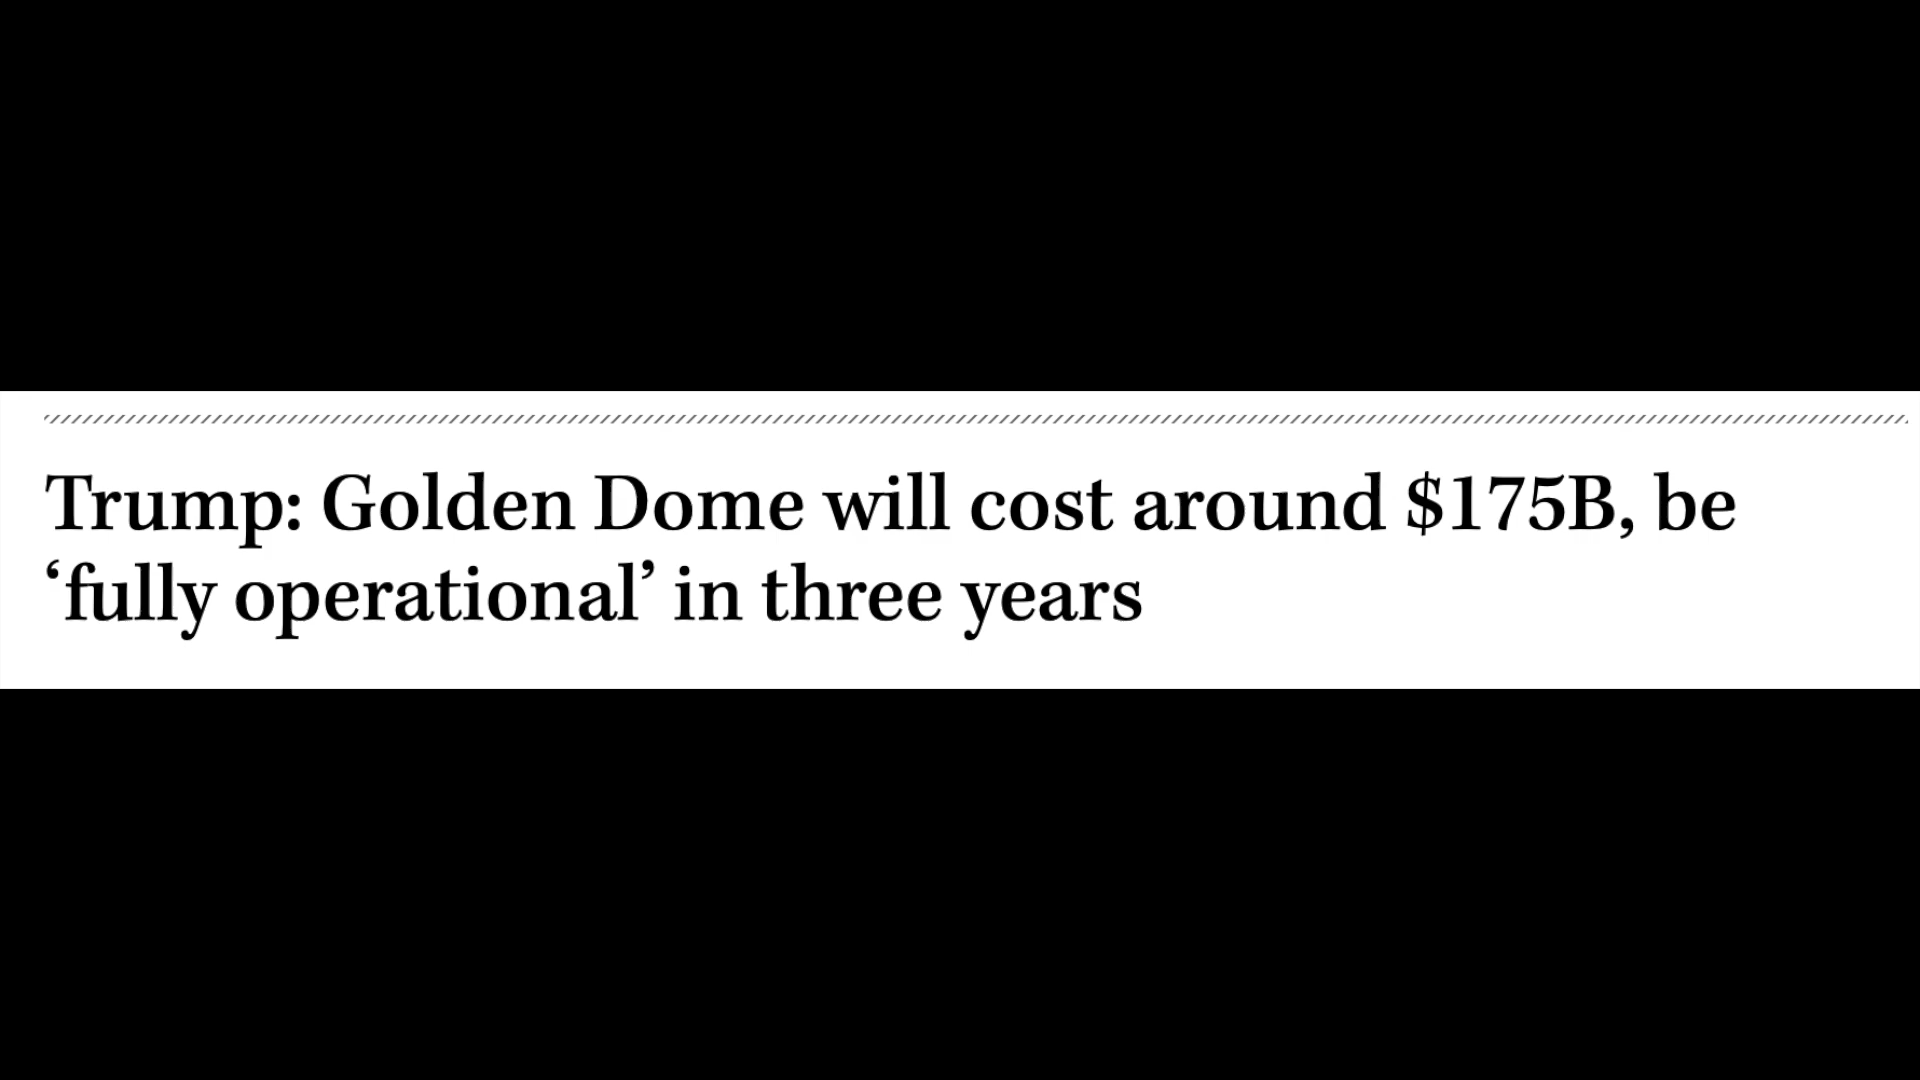 Trump: Golden Dome will cost around $175B, be
‘fully operational’ in three years